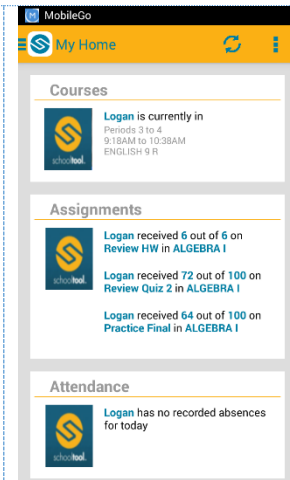 MobileGo
My Home
Courses
Logan is currently in
Periods 3 to 4
9:18AM to 10:38AM
ENGLISH 9 R
schooltool.
Assignments
Logan received 6 out of 6 on
Review HW in ALGEBRA I
Logan received 72 out of 100 on
Review Quiz 2 in ALGEBRA I
schooltool.
Logan received 64 out of 100 on
Practice Final in ALGEBRA I
Attendance
Logan has no recorded absences
for today
schooltool.